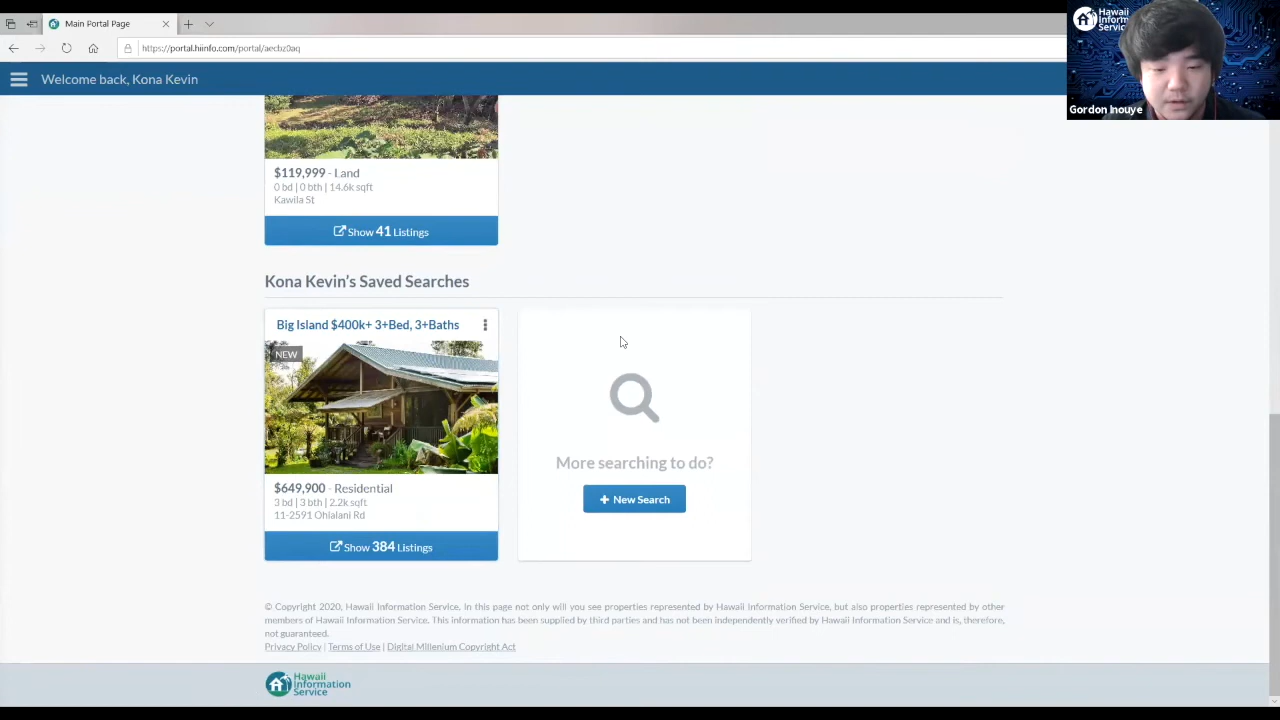 Main Portal Page
https://portal.hiinfo.com/portal/aecbz0aq
Welcome back, Kona Kevin
Hawaii
Information
Service
Gordon Inouye
$119,999 - Land
0 bd | 0 bth | 14.6k sqft
Kawila St
Show 41 Listings
Kona Kevin's Saved Searches
Big Island $400k+ 3+Bed, 3+Baths
NEW
$649,900 - Residential
3 bd | 3 bth | 2.2k sqft
11-2591 Ohialani Rd
Show 384 Listings
More searching to do?
+ New Search
© Copyright 2020, Hawaii Information Service. In this page not only will you see properties represented by Hawaii Information Service, but also properties represented by other
members of Hawaii Information Service. This information has been supplied by third parties and has not been independently verified by Hawaii Information Service and is, therefore,
not guaranteed.
Privacy Policy | Terms of Use | Digital Millenium Copyright Act
Hawaii
Information
Service